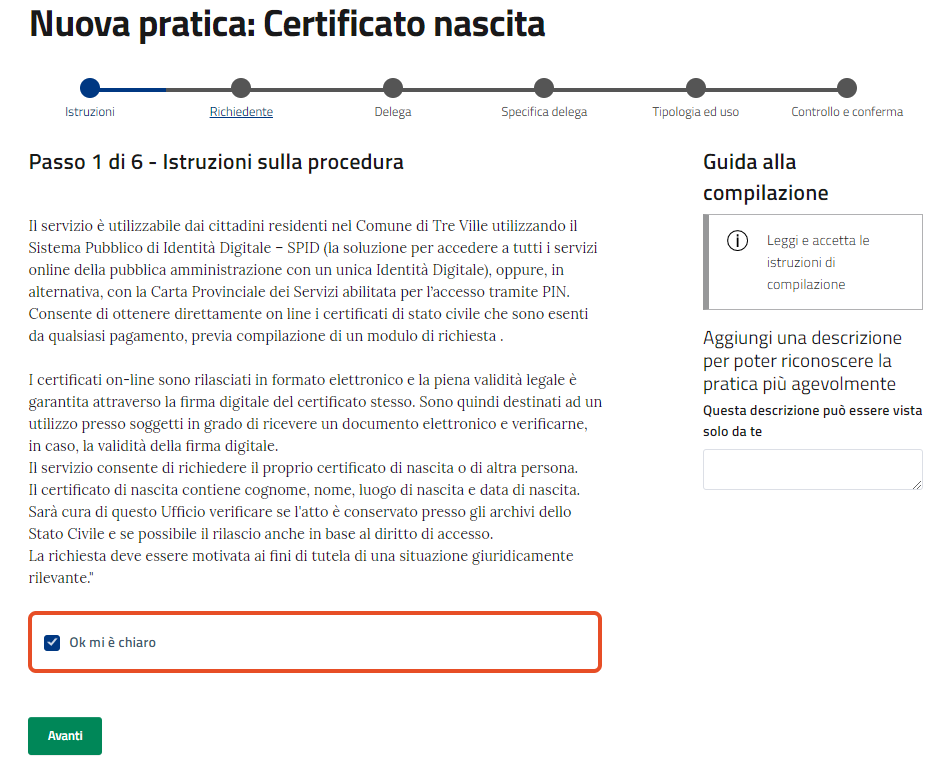 Nuova pratica: Certificato nascita
Istruzioni
Richiedente
Delega
Specifica delega
Tipologia ed uso
Controllo e conferma
Passo 1 di 6 - Istruzioni sulla procedura
Il servizio è utilizzabile dai cittadini residenti nel Comune di Tre Ville utilizzando il
Sistema Pubblico di Identità Digitale – SPID (la soluzione per accedere a tutti i servizi
online della pubblica amministrazione con un unica Identità Digitale), oppure, in
alternativa, con la Carta Provinciale dei Servizi abilitata per l'accesso tramite PIN.
Consente di ottenere direttamente on line i certificati di stato civile che sono esenti
da qualsiasi pagamento, previa compilazione di un modulo di richiesta .
I certificati on-line sono rilasciati in formato elettronico e la piena validità legale è
garantita attraverso la firma digitale del certificato stesso. Sono quindi destinati ad un
utilizzo presso soggetti in grado di ricevere un documento elettronico e verificarne,
in caso, la validità della firma digitale.
Il servizio consente di richiedere il proprio certificato di nascita o di altra persona.
Il certificato di nascita contiene cognome, nome, luogo di nascita e data di nascita.
Sarà cura di questo Ufficio verificare se l'atto è conservato presso gli archivi dello
Stato Civile e se possibile il rilascio anche in base al diritto di accesso.
La richiesta deve essere motivata ai fini di tutela di una situazione giuridicamente
rilevante."
Ok mi è chiaro
Avanti
Guida alla
compilazione
Leggi e accetta le
istruzioni di
compilazione
Aggiungi una descrizione
per poter riconoscere la
pratica più agevolmente
Questa descrizione può essere vista
solo da te